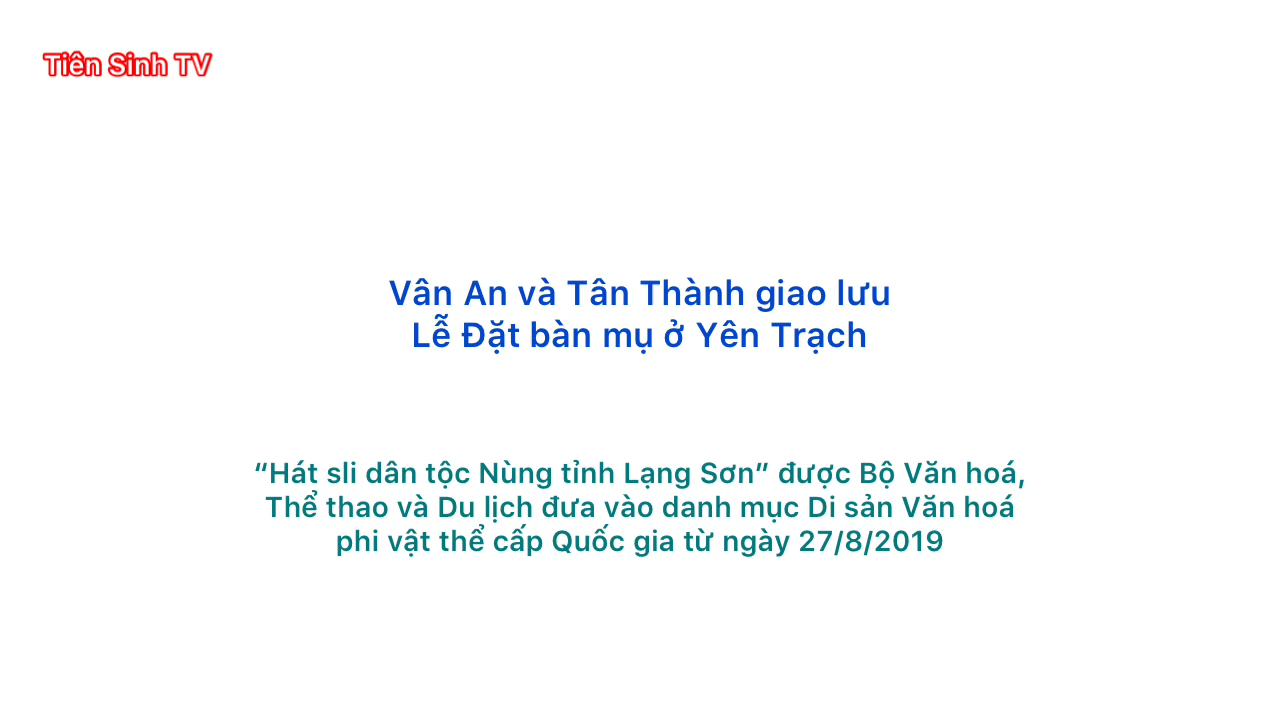 Tiên Sinh TV
Vân An và Tân Thành giao lưu
Lễ Đặt bàn mụ ở Yên Trạch
“Hát sli dân tộc Nùng tỉnh Lạng Sơn” được Bộ Văn hoá,
Thể thao và Du lịch đưa vào danh mục Di sản Văn hoá
phi vật thể cấp Quốc gia từ ngày 27/8/2019